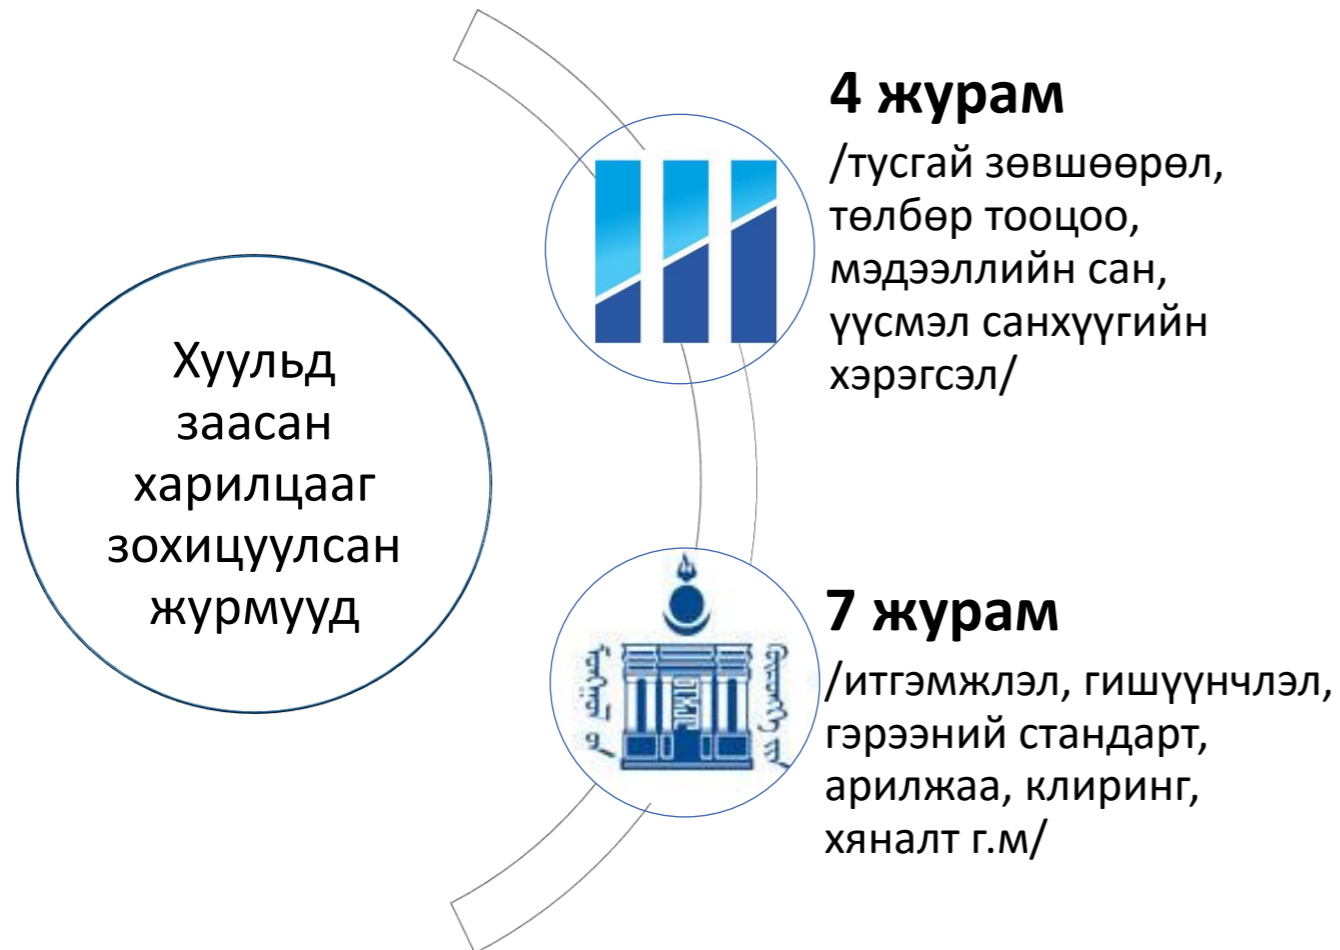 Хуульд
заасан
харилцааг
зохицуулсан
журмууд
4 журам
/тусгай зөвшөөрөл,
төлбөр тооцоо,
мэдээллийн сан,
үүсмэл санхүүгийн
хэрэгсэл/
7 журам
/итгэмжлэл, гишүүнчлэл,
гэрээний стандарт,
арилжаа, клиринг,
хяналт г.м/